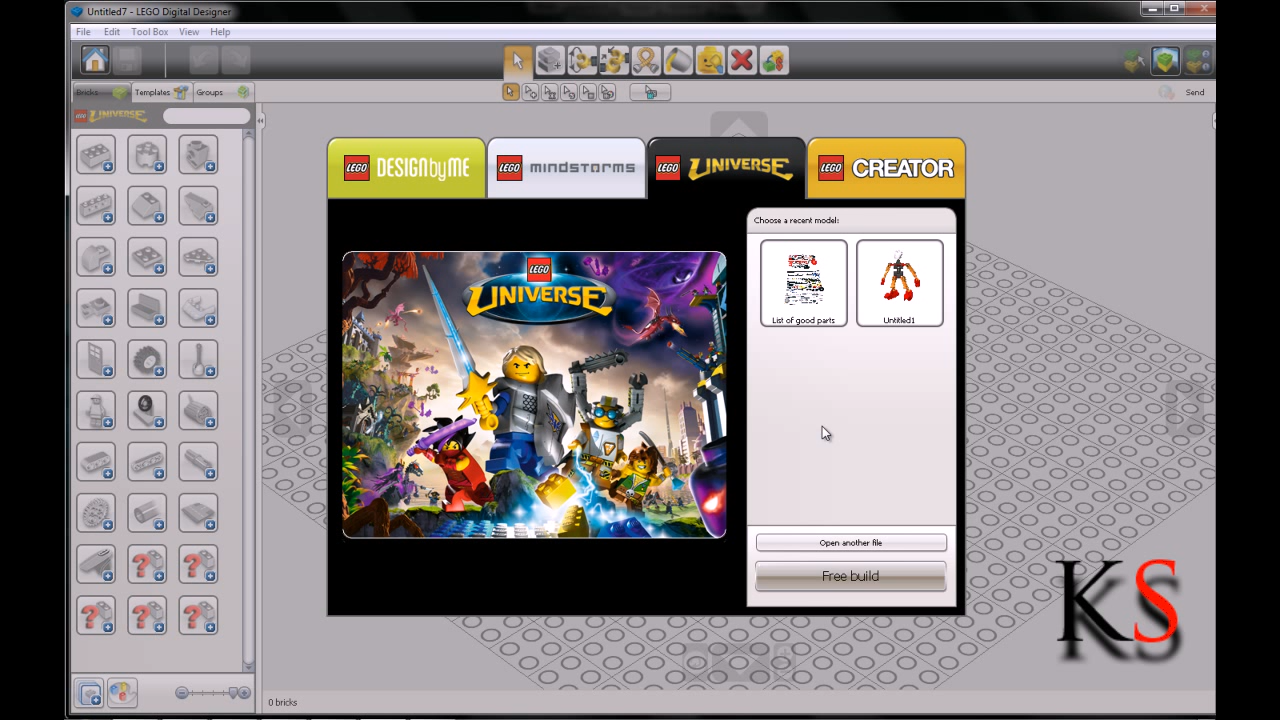 Untitled7 - LEGO Digital Designer
File Edit Tool Box View Help
Bricks Templates Groups
Send
LEGO UNIVERSE
LEGO DESIGNbyME
LEGO mindstorms
LEGO UNIVERSE
LEGO CREATOR
Choose a recent model:
LEGO
UNIVERSE
List of good parts
Untitled1
Open another file
Free build
KS
0 bricks